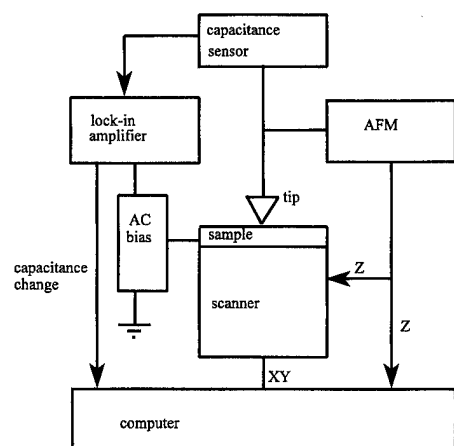 capacitance
sensor
lock-in
amplifier
AFM
tip
AC
bias
sample
capacitance
change
scanner
Z
Z
XY
computer